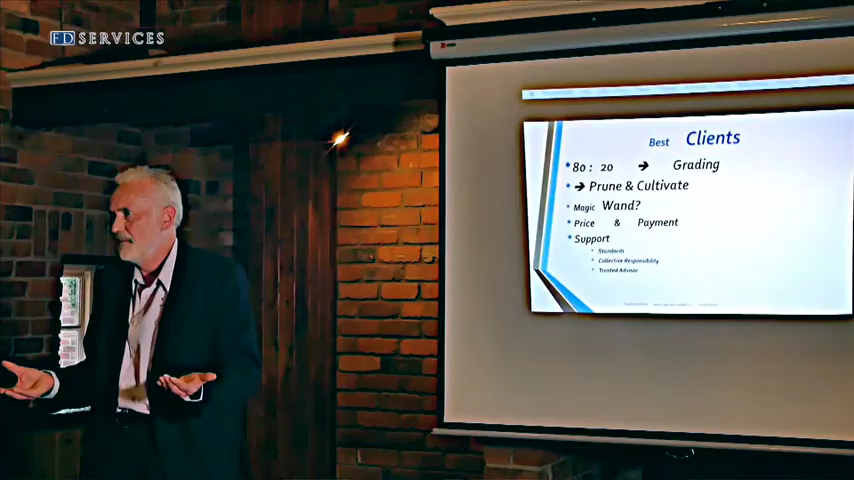 FD SERVICES
Best Clients
80 : 20 ➔ Grading
➔ Prune & Cultivate
Magic Wand?
Price & Payment
Support
Standards
Collective Responsibility
Trusted Advisor